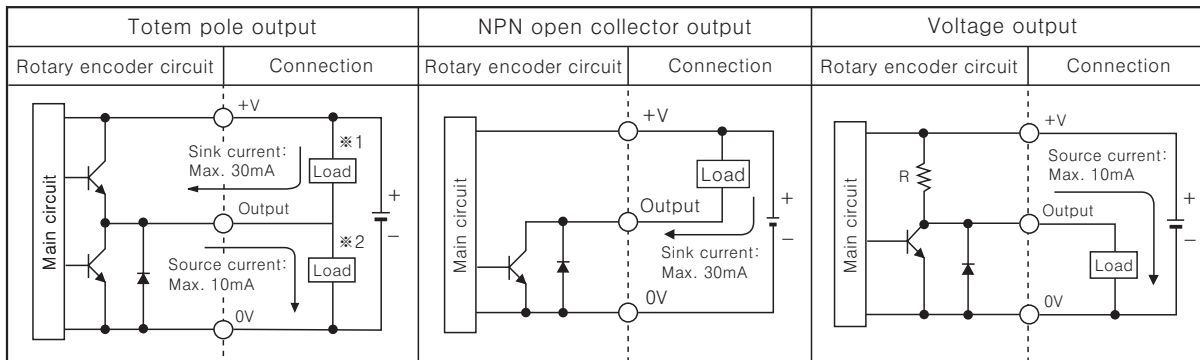 Totem pole output
NPN open collector output
Voltage output
Rotary encoder circuit
Connection
Rotary encoder circuit
Connection
Rotary encoder circuit
Connection
Main circuit
+V
※1
Sink current:
Max. 30mA
Load
Output
※2
Source current:
Max. 10mA
Load
0V
+
−
Main circuit
+V
Load
Output
Sink current:
Max. 30mA
0V
+
−
Main circuit
+V
R
Source current:
Max. 10mA
Output
Load
0V
+
−